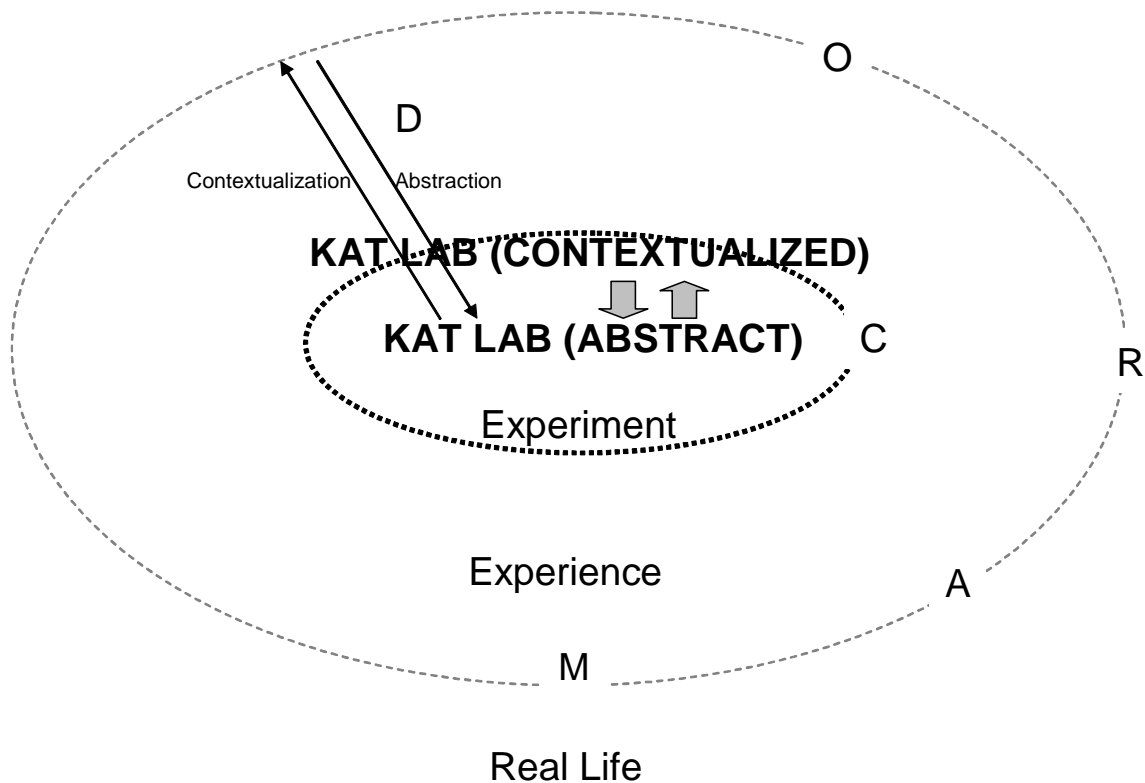 O
D
Contextualization Abstraction
KAT LAB (CONTEXTUALIZED)
KAT LAB (ABSTRACT)
C
R
Experiment
Experience
A
M
Real Life